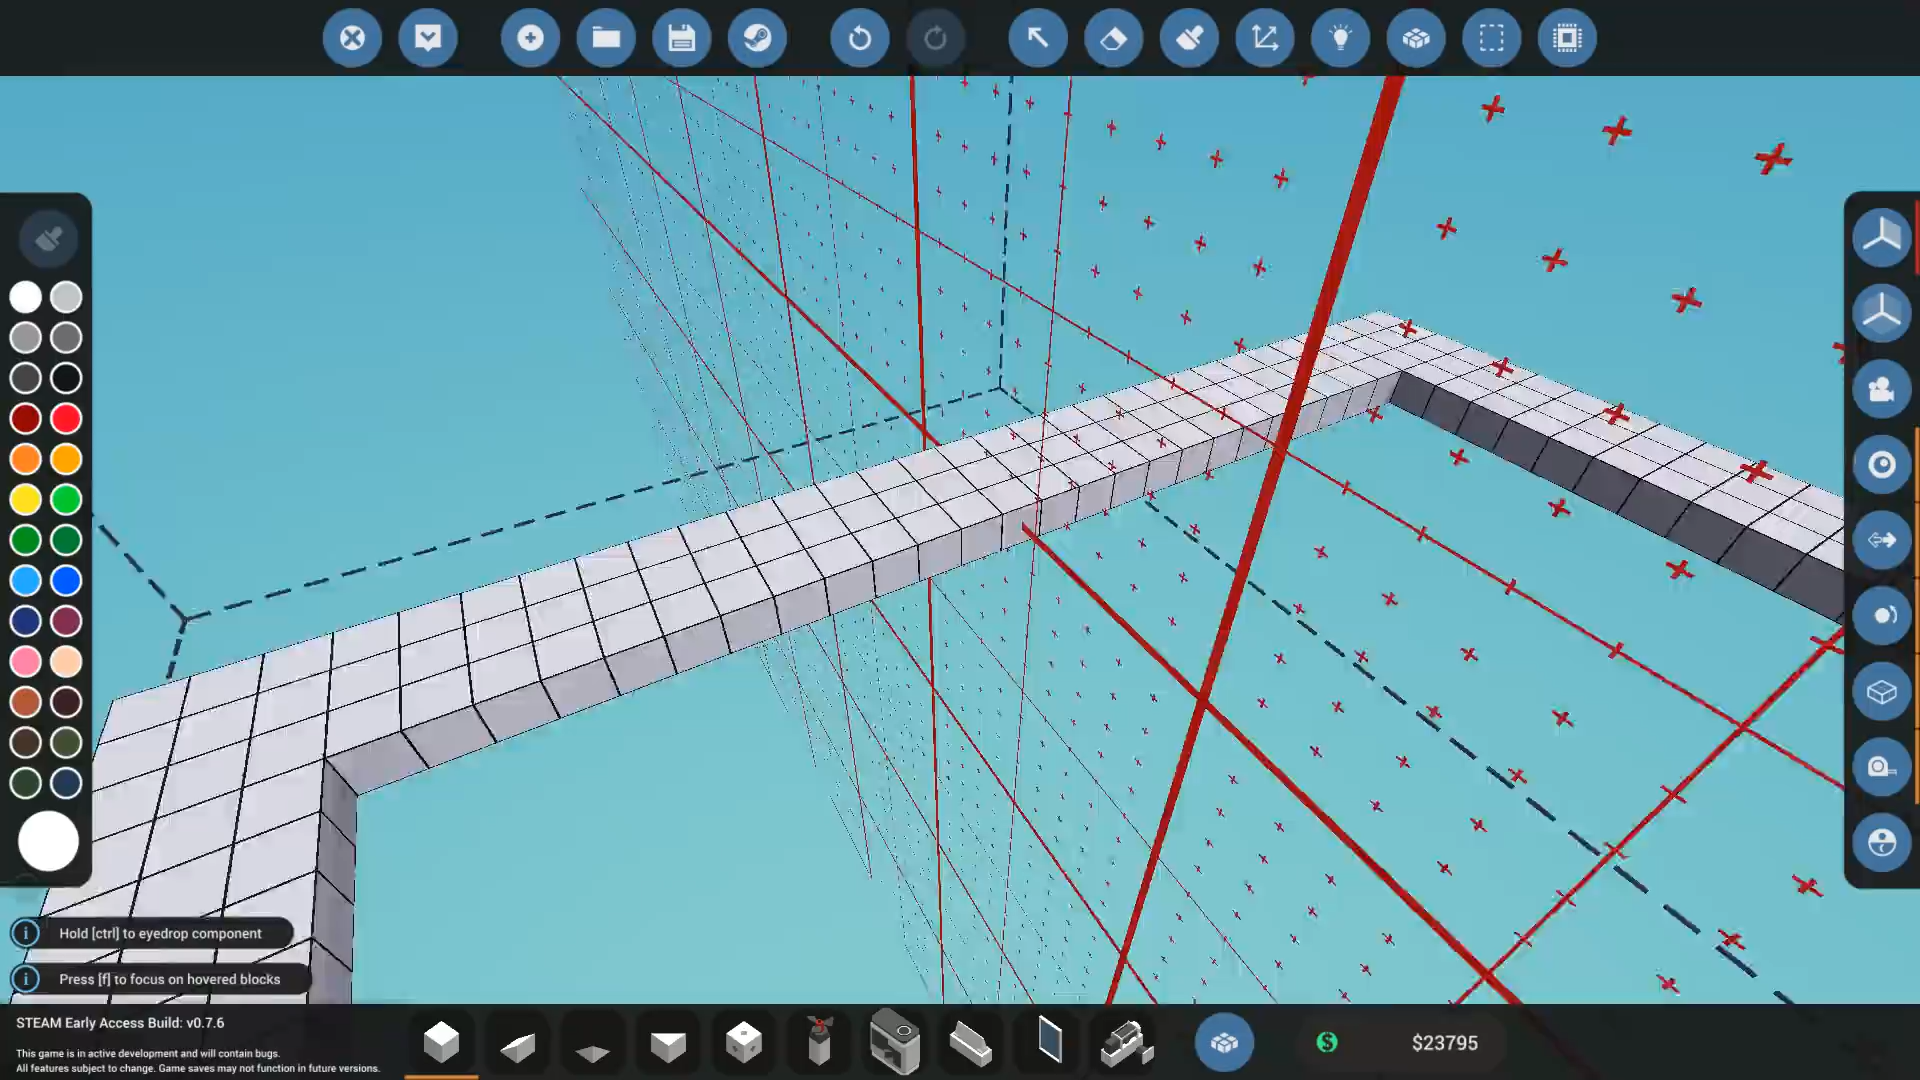 Hold [ctrl] to eyedrop component
Press [f] to focus on hovered blocks
STEAM Early Access Build: v0.7.6
This game is in active development and will contain bugs.
All features subject to change. Game saves may not function in future versions.
$23795